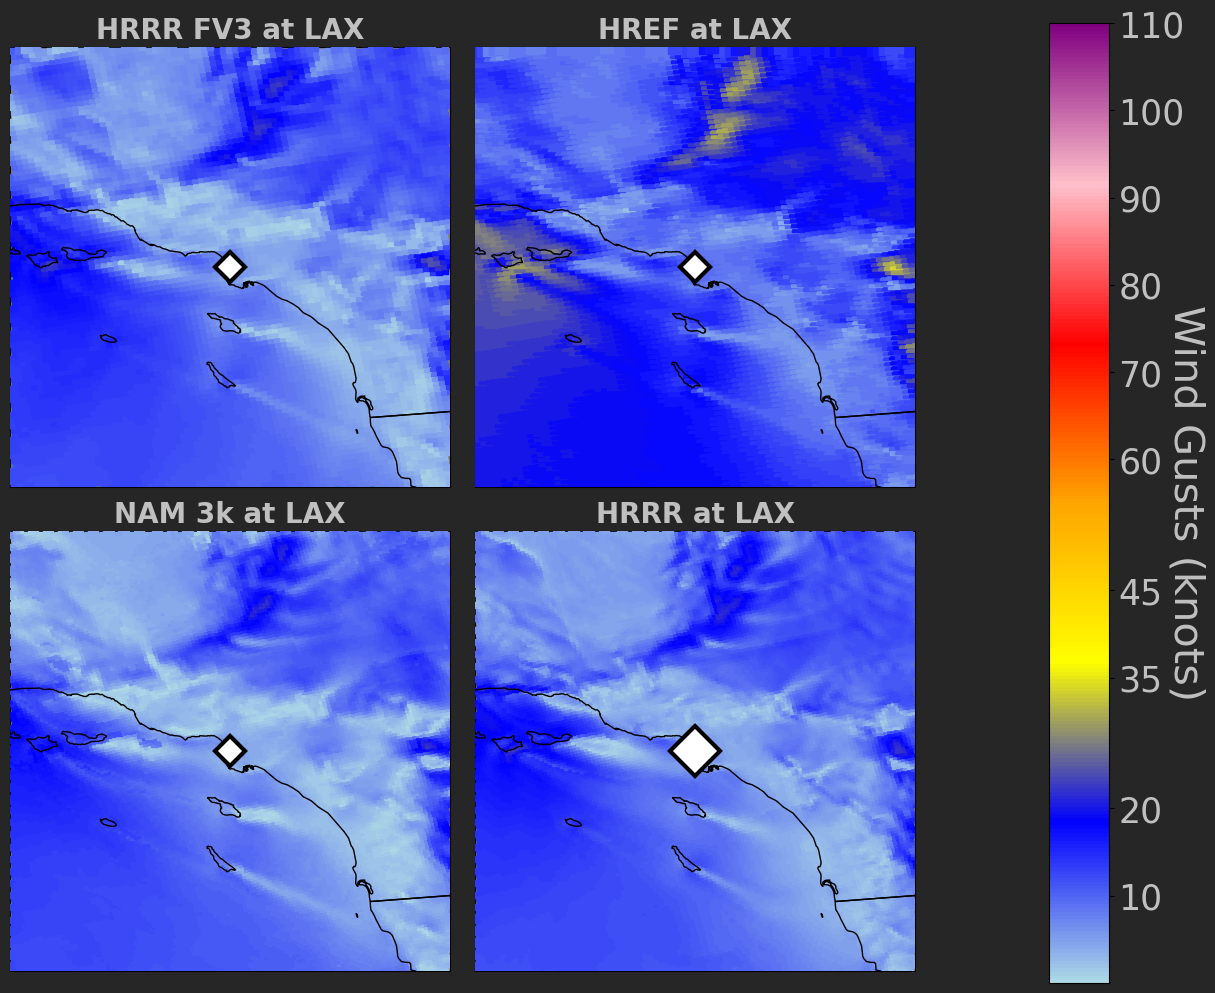 HRRR FV3 at LAX
HREF at LAX
NAM 3k at LAX
HRRR at LAX
110
100
90
80
70
60
45
35
20
10
Wind Gusts (knots)